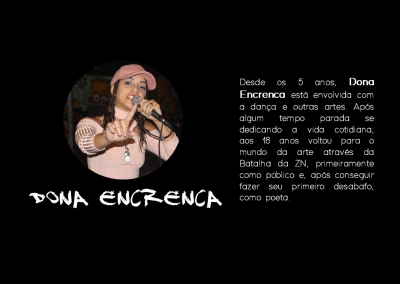 DONA ENCRENCA
Desde os 5 anos, Dona
Encrenca está envolvida com
a dança e outras artes. Após
algum tempo parada se
dedicando a vida cotidiana,
aos 18 anos voltou para o
mundo da arte através da
Batalha da ZN, primeiramente
como público e, após conseguir
fazer seu primeiro desabafo,
como poeta.